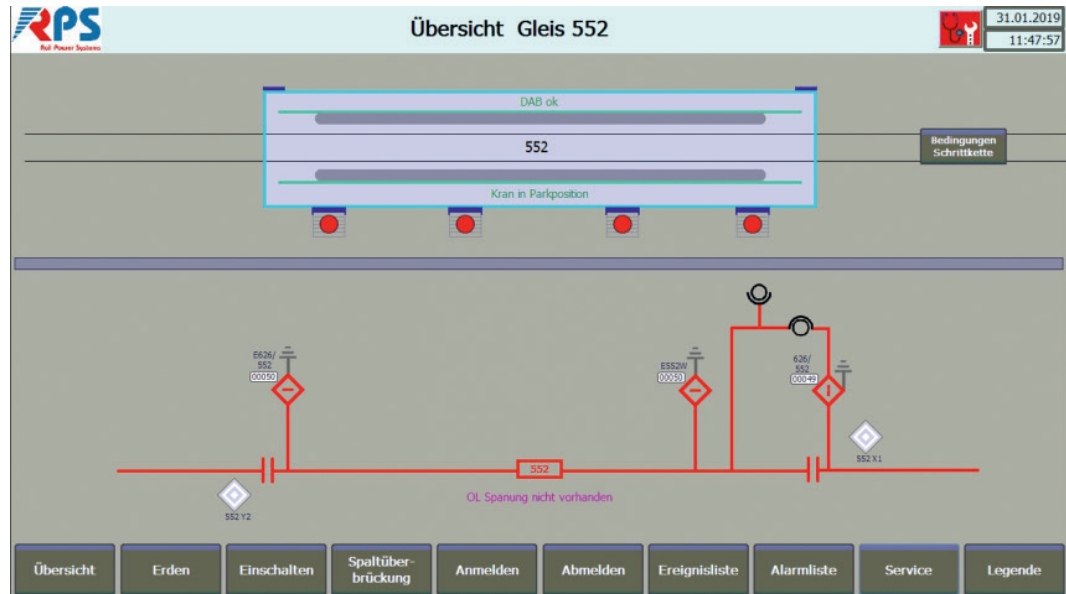 RPS
Rail Power Systems
Übersicht Gleis 552
31.01.2019
11:47:57
DAB ok
552
Bedingungen
Schrittkette
Kran in Parkposition
E626/
552
00050
E552W
00050
626/
552
00049
552 X1
552
OL Spanung nicht vorhanden
552 Y2
Übersicht
Erden
Einschalten
Spaltüber-
brückung
Anmelden
Abmelden
Ereignisliste
Alarmliste
Service
Legende